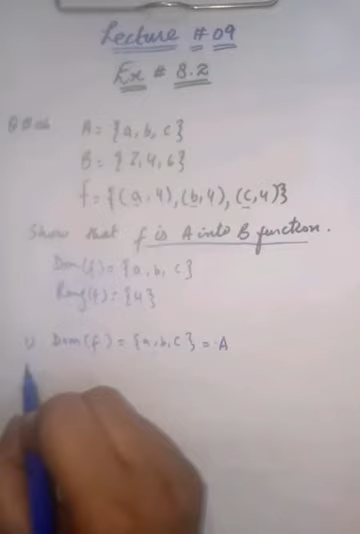 Lecture # 09
Ex # 8.2
A = {a, b, c}
B = {2, 4, 6}
f = {(a, 4), (b, 4), (c, 4)}
Show that f is A into B function.
Dom(f) = {a, b, c}
Rang(f) = {4}
i) Dom(f) = {a, b, c} = A